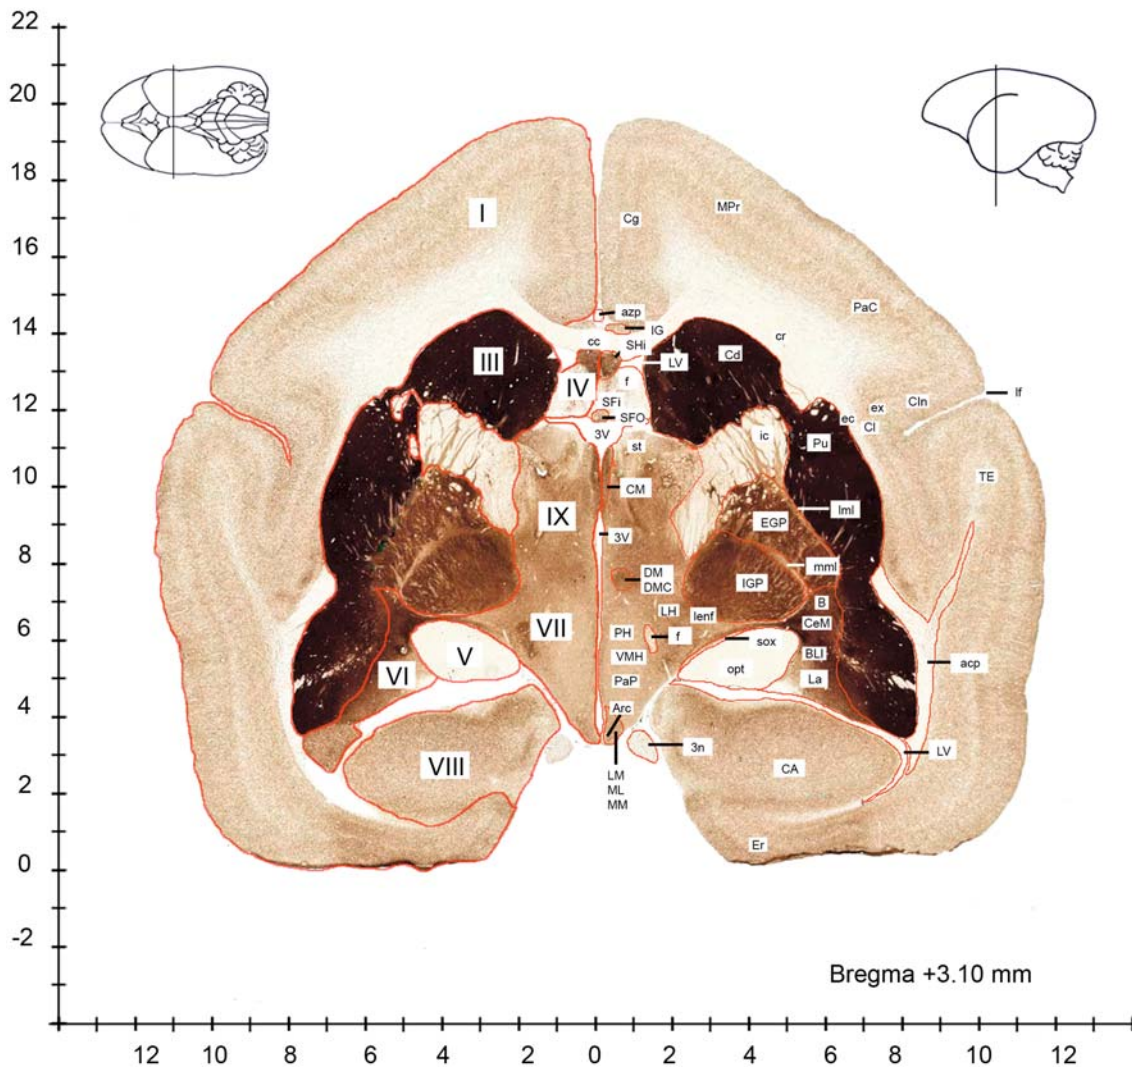 22
20
18
16
14
12
10
8
6
4
2
0
-2
I
Cg
MPr
PaC
azp
IG
cc
SHi
cr
LV
III
Cd
IV
f
lf
SFi
Cln
ex
ec
SFO
Cl
3V
Pu
ic
st
TE
CM
lml
IX
EGP
3V
mml
DM
DMC
IGP
B
LH
lenf
CeM
VII
PH
f
sox
VI
V
VMH
BLI
opt
acp
PaP
La
Arc
3n
LV
VIII
CA
LM
ML
MM
Er
Bregma +3.10 mm
12 10 8 6 4 2 0 2 4 6 8 10 12